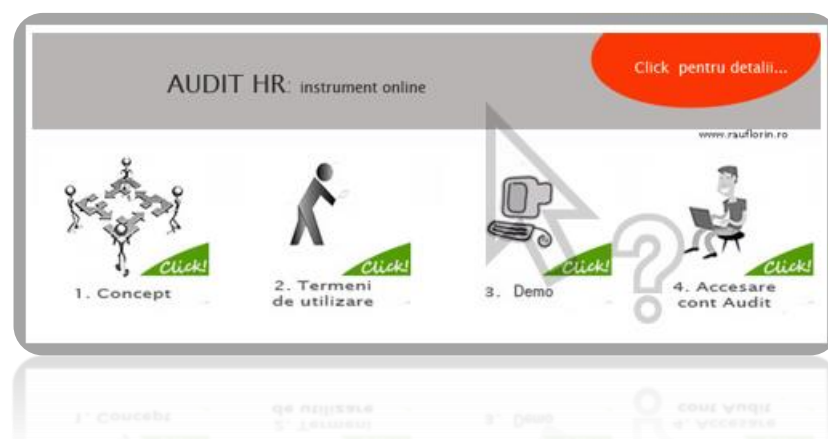 AUDIT HR: instrument online
Click pentru detalii...
www.rauflorin.ro
Click!
Click!
Click!
Click!
1. Concept
2. Termeni
de utilizare
3. Demo
4. Accesare
cont Audit